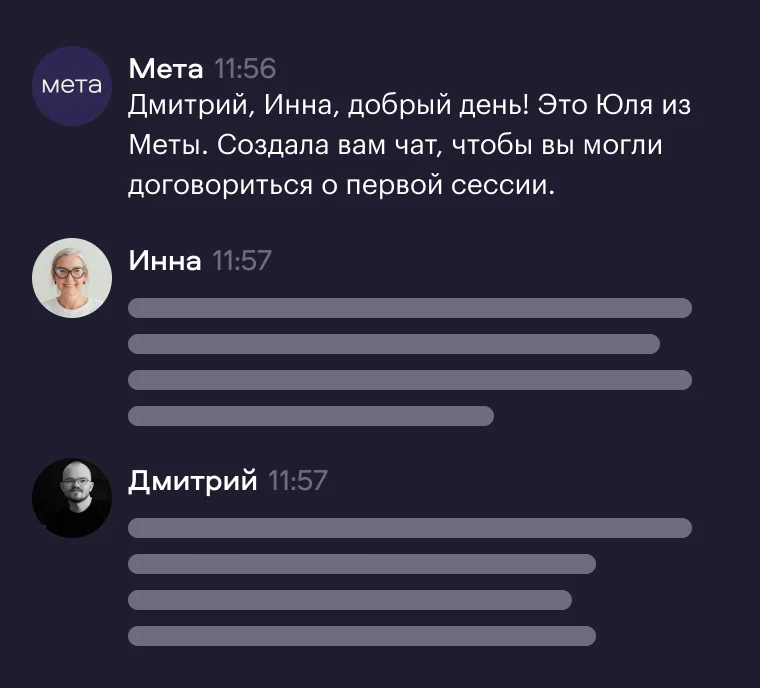 мета
Мета 11:56
Дмитрий, Инна, добрый день! Это Юля из
Меты. Создала вам чат, чтобы вы могли
договориться о первой сессии.
Инна 11:57
Дмитрий 11:57